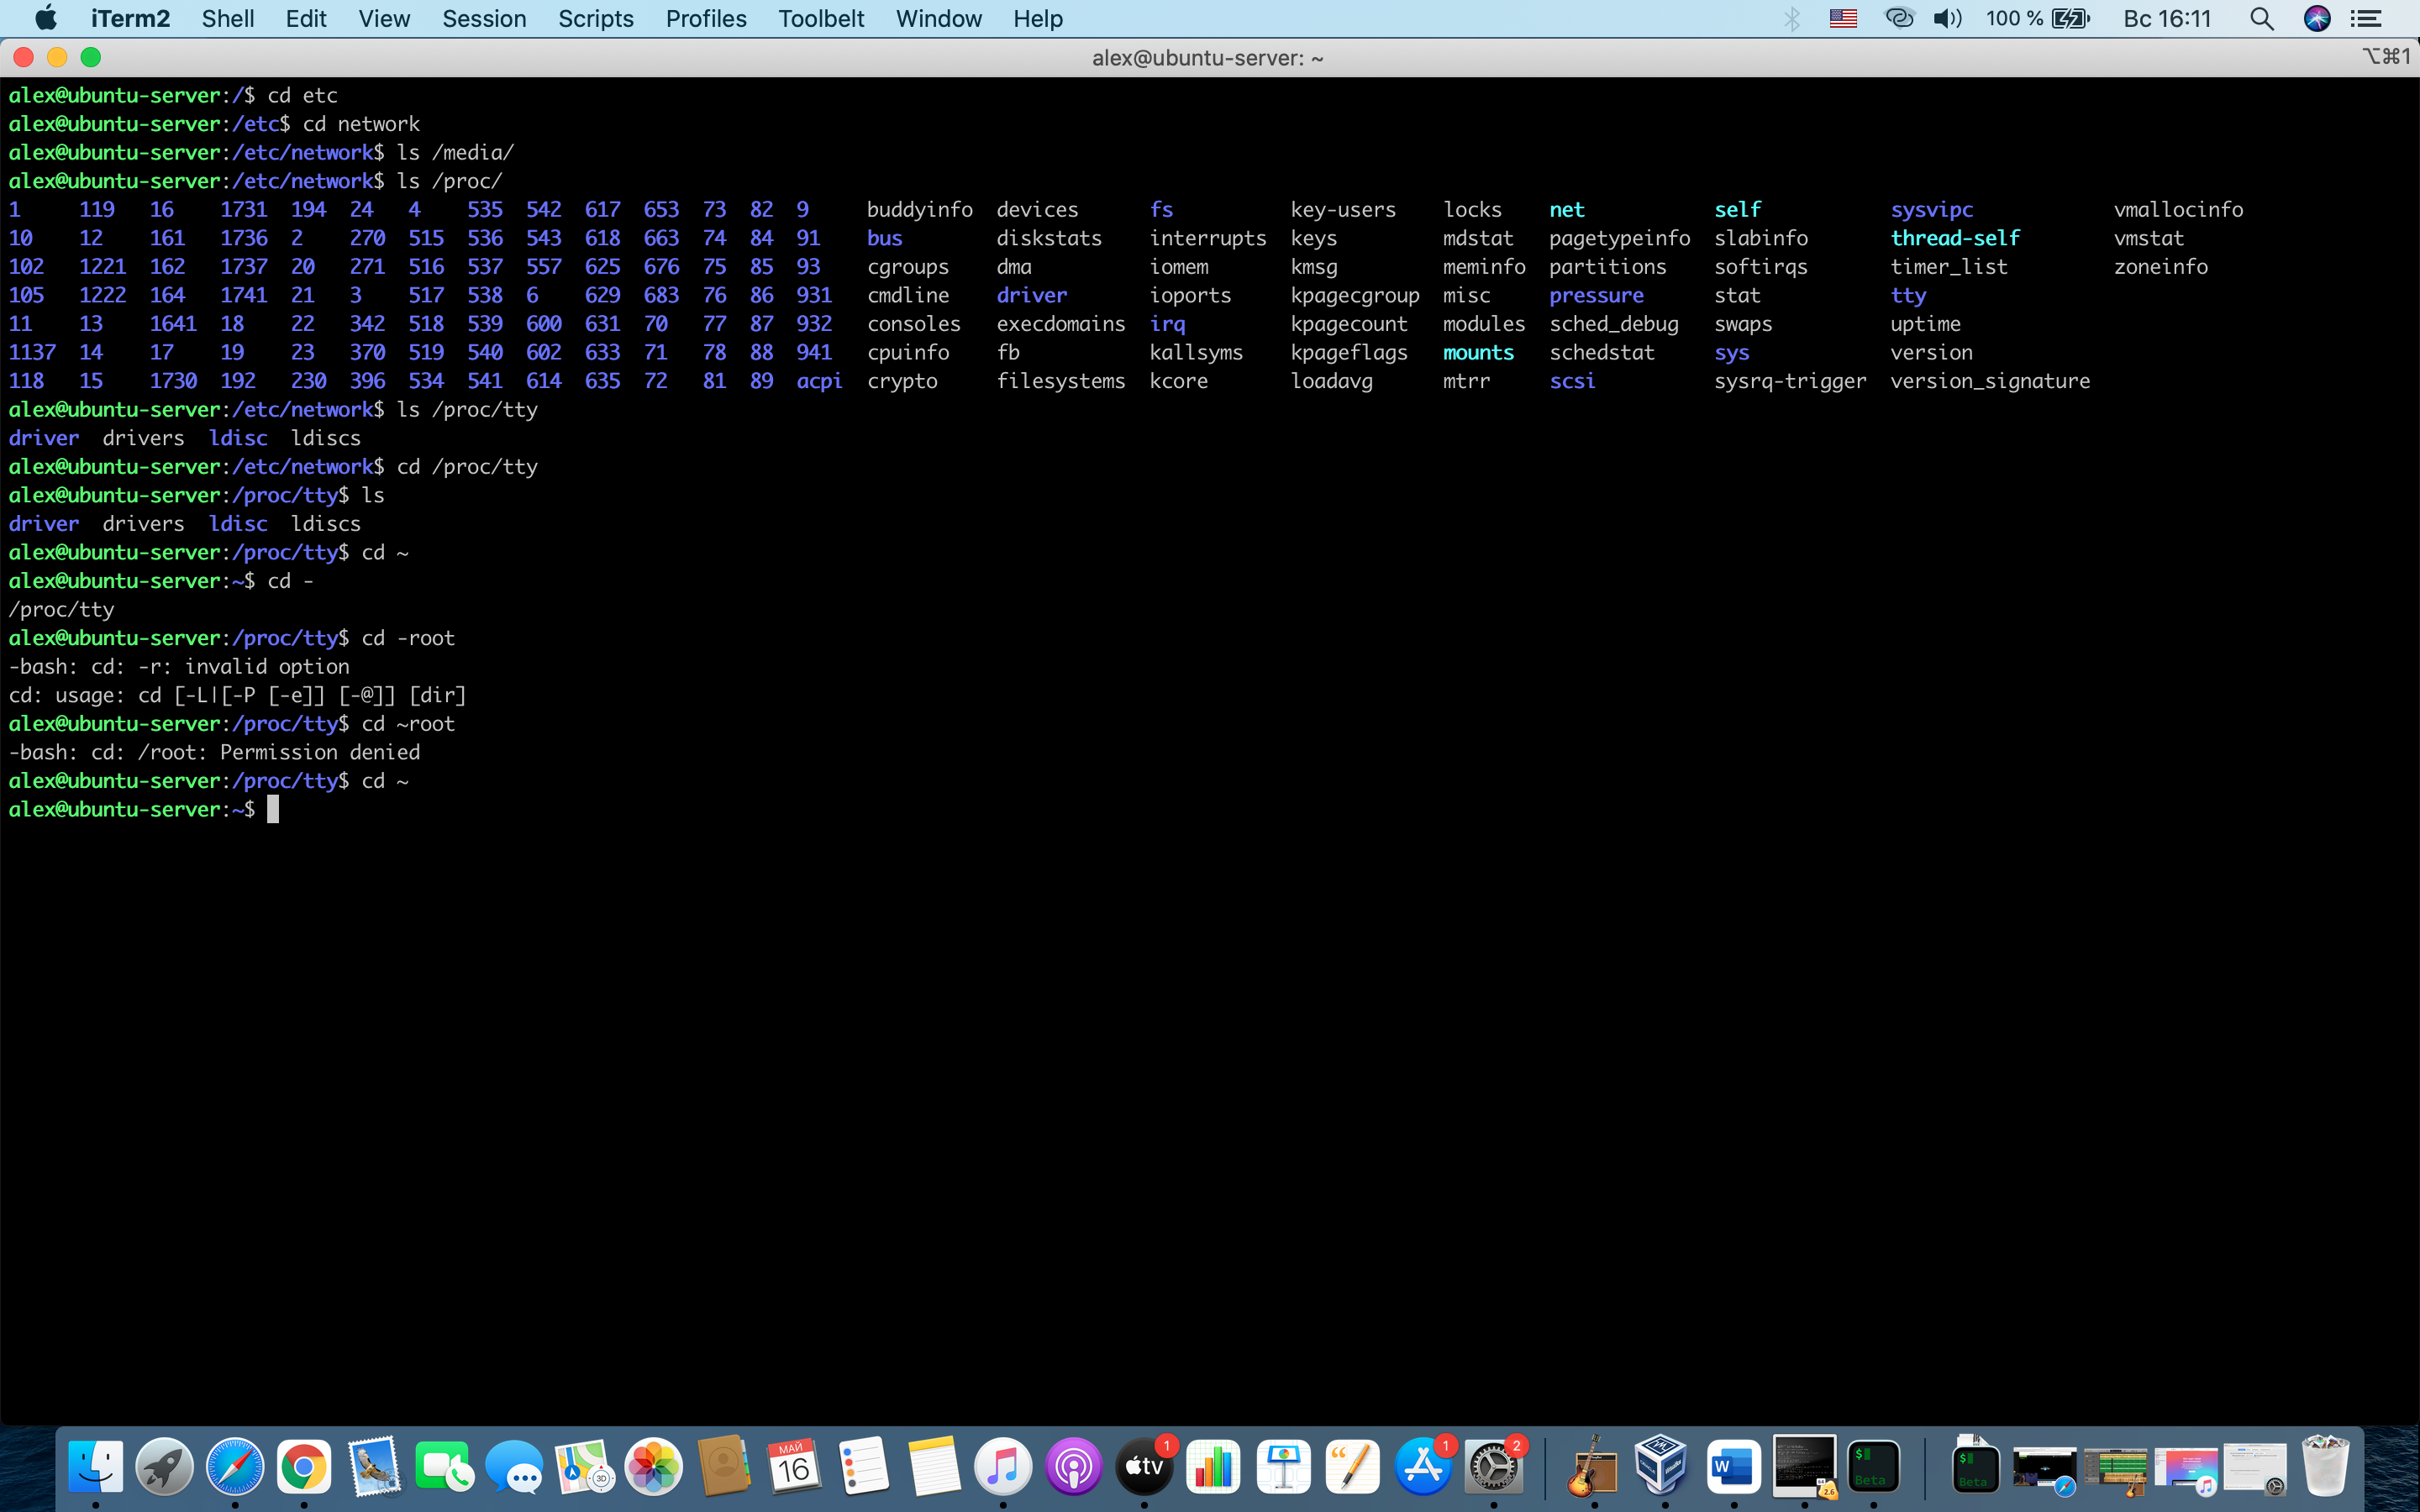 iTerm2 Shell Edit View Session Scripts Profiles Toolbelt Window Help 100 % Вс 16:11
alex@ubuntu-server: ~ ⌥⌘1
alex@ubuntu-server:/$ cd etc
alex@ubuntu-server:/etc$ cd network
alex@ubuntu-server:/etc/network$ ls /media/
alex@ubuntu-server:/etc/network$ ls /proc/
1 119 16 1731 194 24 4 535 542 617 653 73 82 9 buddyinfo devices fs key-users locks net self sysvipc vmallocinfo
10 12 161 1736 2 270 515 536 543 618 663 74 84 91 bus diskstats interrupts keys mdstat pagetypeinfo slabinfo thread-self vmstat
102 1221 162 1737 20 271 516 537 557 625 676 75 85 93 cgroups dma iomem kmsg meminfo partitions softirqs timer_list zoneinfo
105 1222 164 1741 21 3 517 538 6 629 683 76 86 931 cmdline driver ioports kpagecgroup misc pressure stat tty
11 13 1641 18 22 342 518 539 600 631 70 77 87 932 consoles execdomains irq kpagecount modules sched_debug swaps uptime
1137 14 17 19 23 370 519 540 602 633 71 78 88 941 cpuinfo fb kallsyms kpageflags mounts schedstat sys version
118 15 1730 192 230 396 534 541 614 635 72 81 89 acpi crypto filesystems kcore loadavg mtrr scsi sysrq-trigger version_signature
alex@ubuntu-server:/etc/network$ ls /proc/tty
driver drivers ldisc ldiscs
alex@ubuntu-server:/etc/network$ cd /proc/tty
alex@ubuntu-server:/proc/tty$ ls
driver drivers ldisc ldiscs
alex@ubuntu-server:/proc/tty$ cd ~
alex@ubuntu-server:~$ cd -
/proc/tty
alex@ubuntu-server:/proc/tty$ cd -root
-bash: cd: -r: invalid option
cd: usage: cd [-L|[-P [-e]] [-@]] [dir]
alex@ubuntu-server:/proc/tty$ cd ~root
-bash: cd: /root: Permission denied
alex@ubuntu-server:/proc/tty$ cd ~
alex@ubuntu-server:~$
МАЙ
16
3D
tv
1
1
2
W
2.6
$
Beta
$
Beta